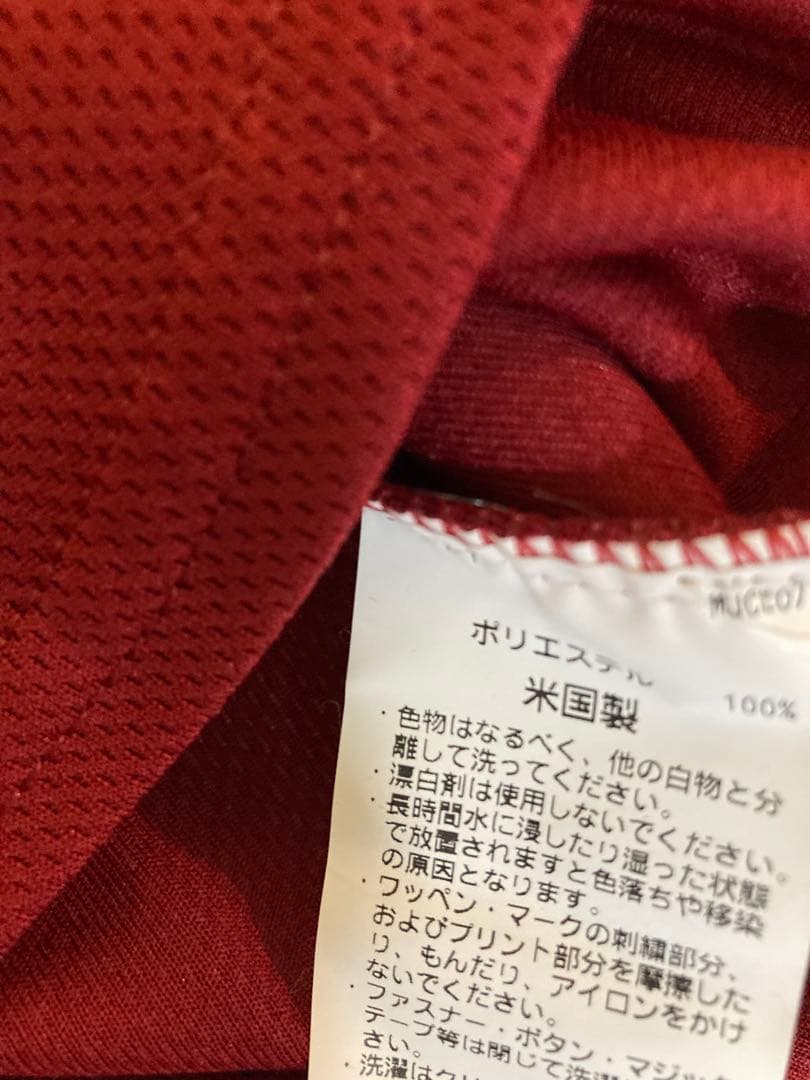 ポリエステル 100%
米国製
・色物はなるべく、他の白物と分
離して洗ってください。
・漂白剤は使用しないでください。
・長時間水に浸したり湿った状態
で放置されますと色落ちや移染
の原因となります。
・ワッペン・マークの刺繍部分、
およびプリント部分を摩擦した
り、もんだり、アイロンをかけ
ないでください。
・ファスナー・ボタン・マジック
テープ等は閉じて洗濯
さい。
・洗濯は